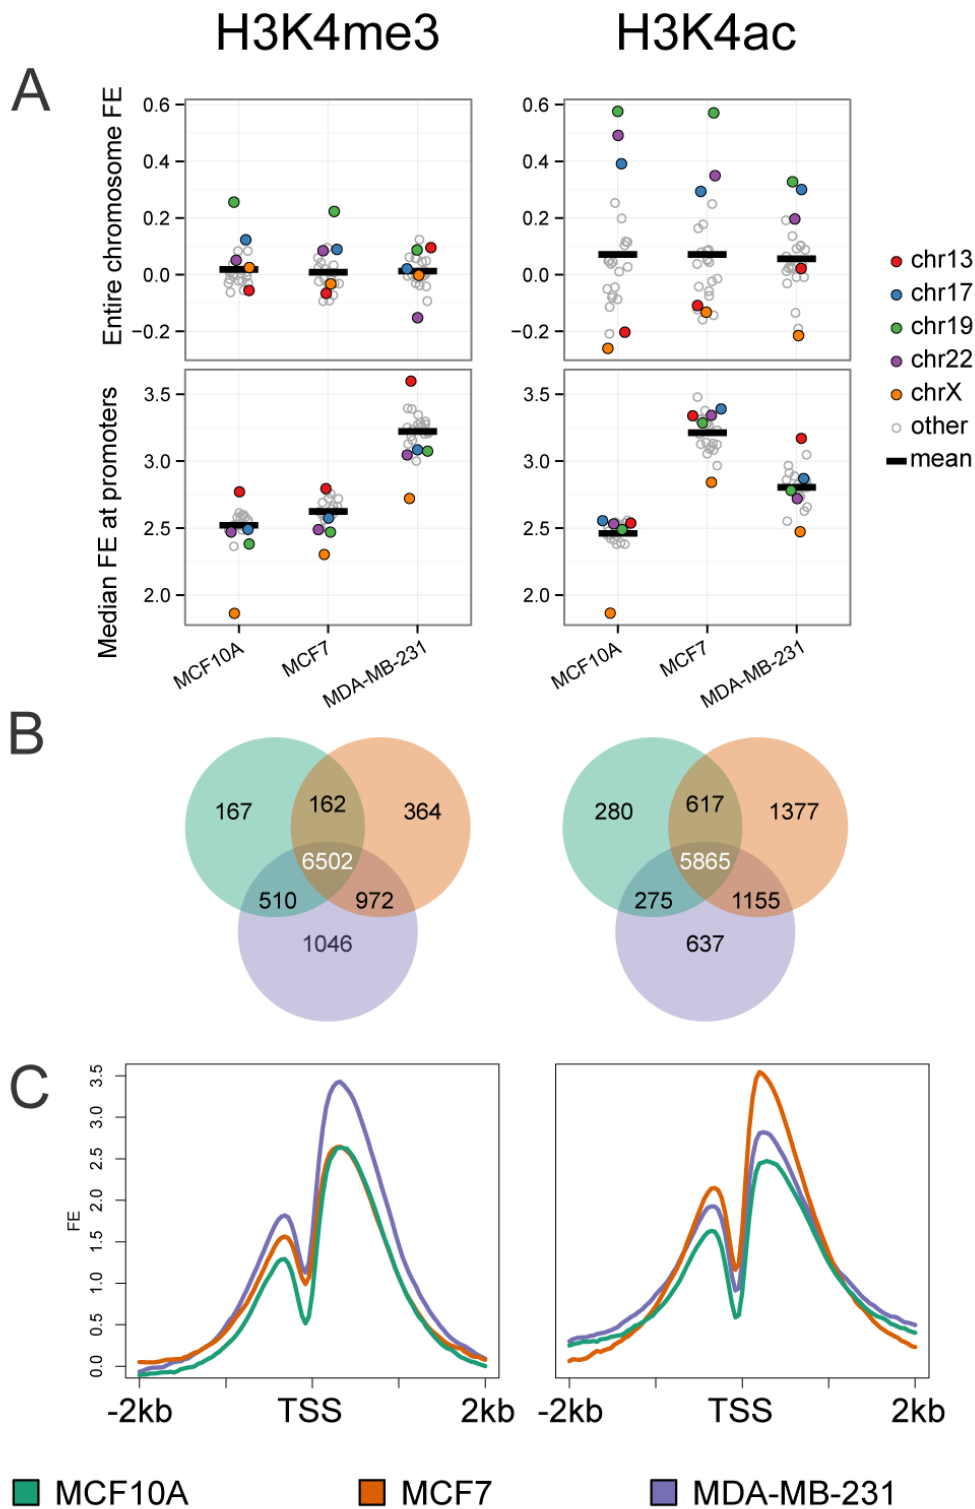 H3K4me3 H3K4ac
A
Entire chromosome FE
0.6
0.4
0.2
0.0
−0.2
0.6
0.4
0.2
0.0
−0.2
Median FE at promoters
3.5
3.0
2.5
2.0
3.5
3.0
2.5
2.0
MCF10A MCF7 MDA-MB-231
MCF10A MCF7 MDA-MB-231
chr13
chr17
chr19
chr22
chrX
other
mean
B
167 162 364
6502
510 972
1046
280 617 1377
5865
275 1155
637
C
FE
3.5
3.0
2.5
2.0
1.5
1.0
0.5
0.0
-2kb TSS 2kb
-2kb TSS 2kb
MCF10A MCF7 MDA-MB-231